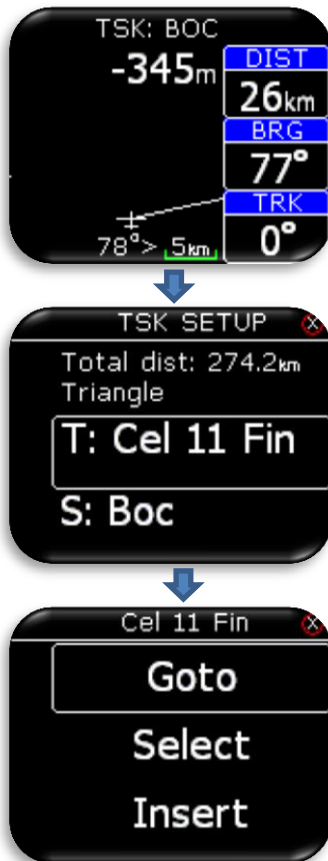 TSK: BOC
-345m
DIST
26km
BRG
77°
TRK
0°
78°> 5km
TSK SETUP X
Total dist: 274.2km
Triangle
T: Cel 11 Fin
S: Boc
Cel 11 Fin X
Goto
Select
Insert